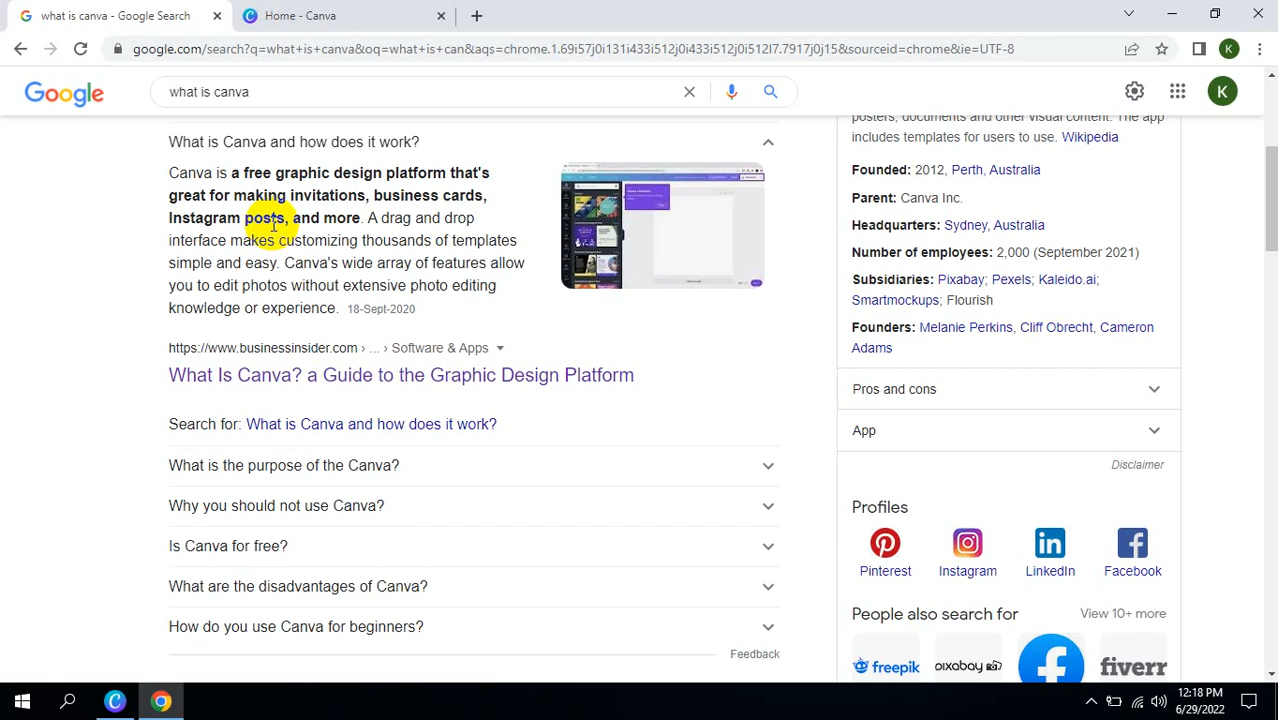 what is canva - Google Search
Home - Canva
google.com/search?q=what+is+canva&oq=what+is+can&aqs=chrome.1.69i57j0i131i433i512j0i433i512j0i512l7.7917j0j15&sourceid=chrome&ie=UTF-8
K
Google
what is canva
K
What is Canva and how does it work?
Canva is a free graphic design platform that's
great for making invitations, business cards,
Instagram posts, and more. A drag and drop
interface makes customizing thousands of templates
simple and easy. Canva's wide array of features allow
you to edit photos without extensive photo editing
knowledge or experience. 18-Sept-2020
https://www.businessinsider.com › ... › Software & Apps
What Is Canva? a Guide to the Graphic Design Platform
Search for: What is Canva and how does it work?
What is the purpose of the Canva?
Why you should not use Canva?
Is Canva for free?
What are the disadvantages of Canva?
How do you use Canva for beginners?
Feedback
posters, documents and other visual content. The app
includes templates for users to use. Wikipedia
Founded: 2012, Perth, Australia
Parent: Canva Inc.
Headquarters: Sydney, Australia
Number of employees: 2,000 (September 2021)
Subsidiaries: Pixabay; Pexels; Kaleido.ai;
Smartmockups; Flourish
Founders: Melanie Perkins, Cliff Obrecht, Cameron
Adams
Pros and cons
App
Disclaimer
Profiles
Pinterest
Instagram
LinkedIn
Facebook
People also search for
View 10+ more
freepik
pixabay
fiverr
12:18 PM
6/29/2022